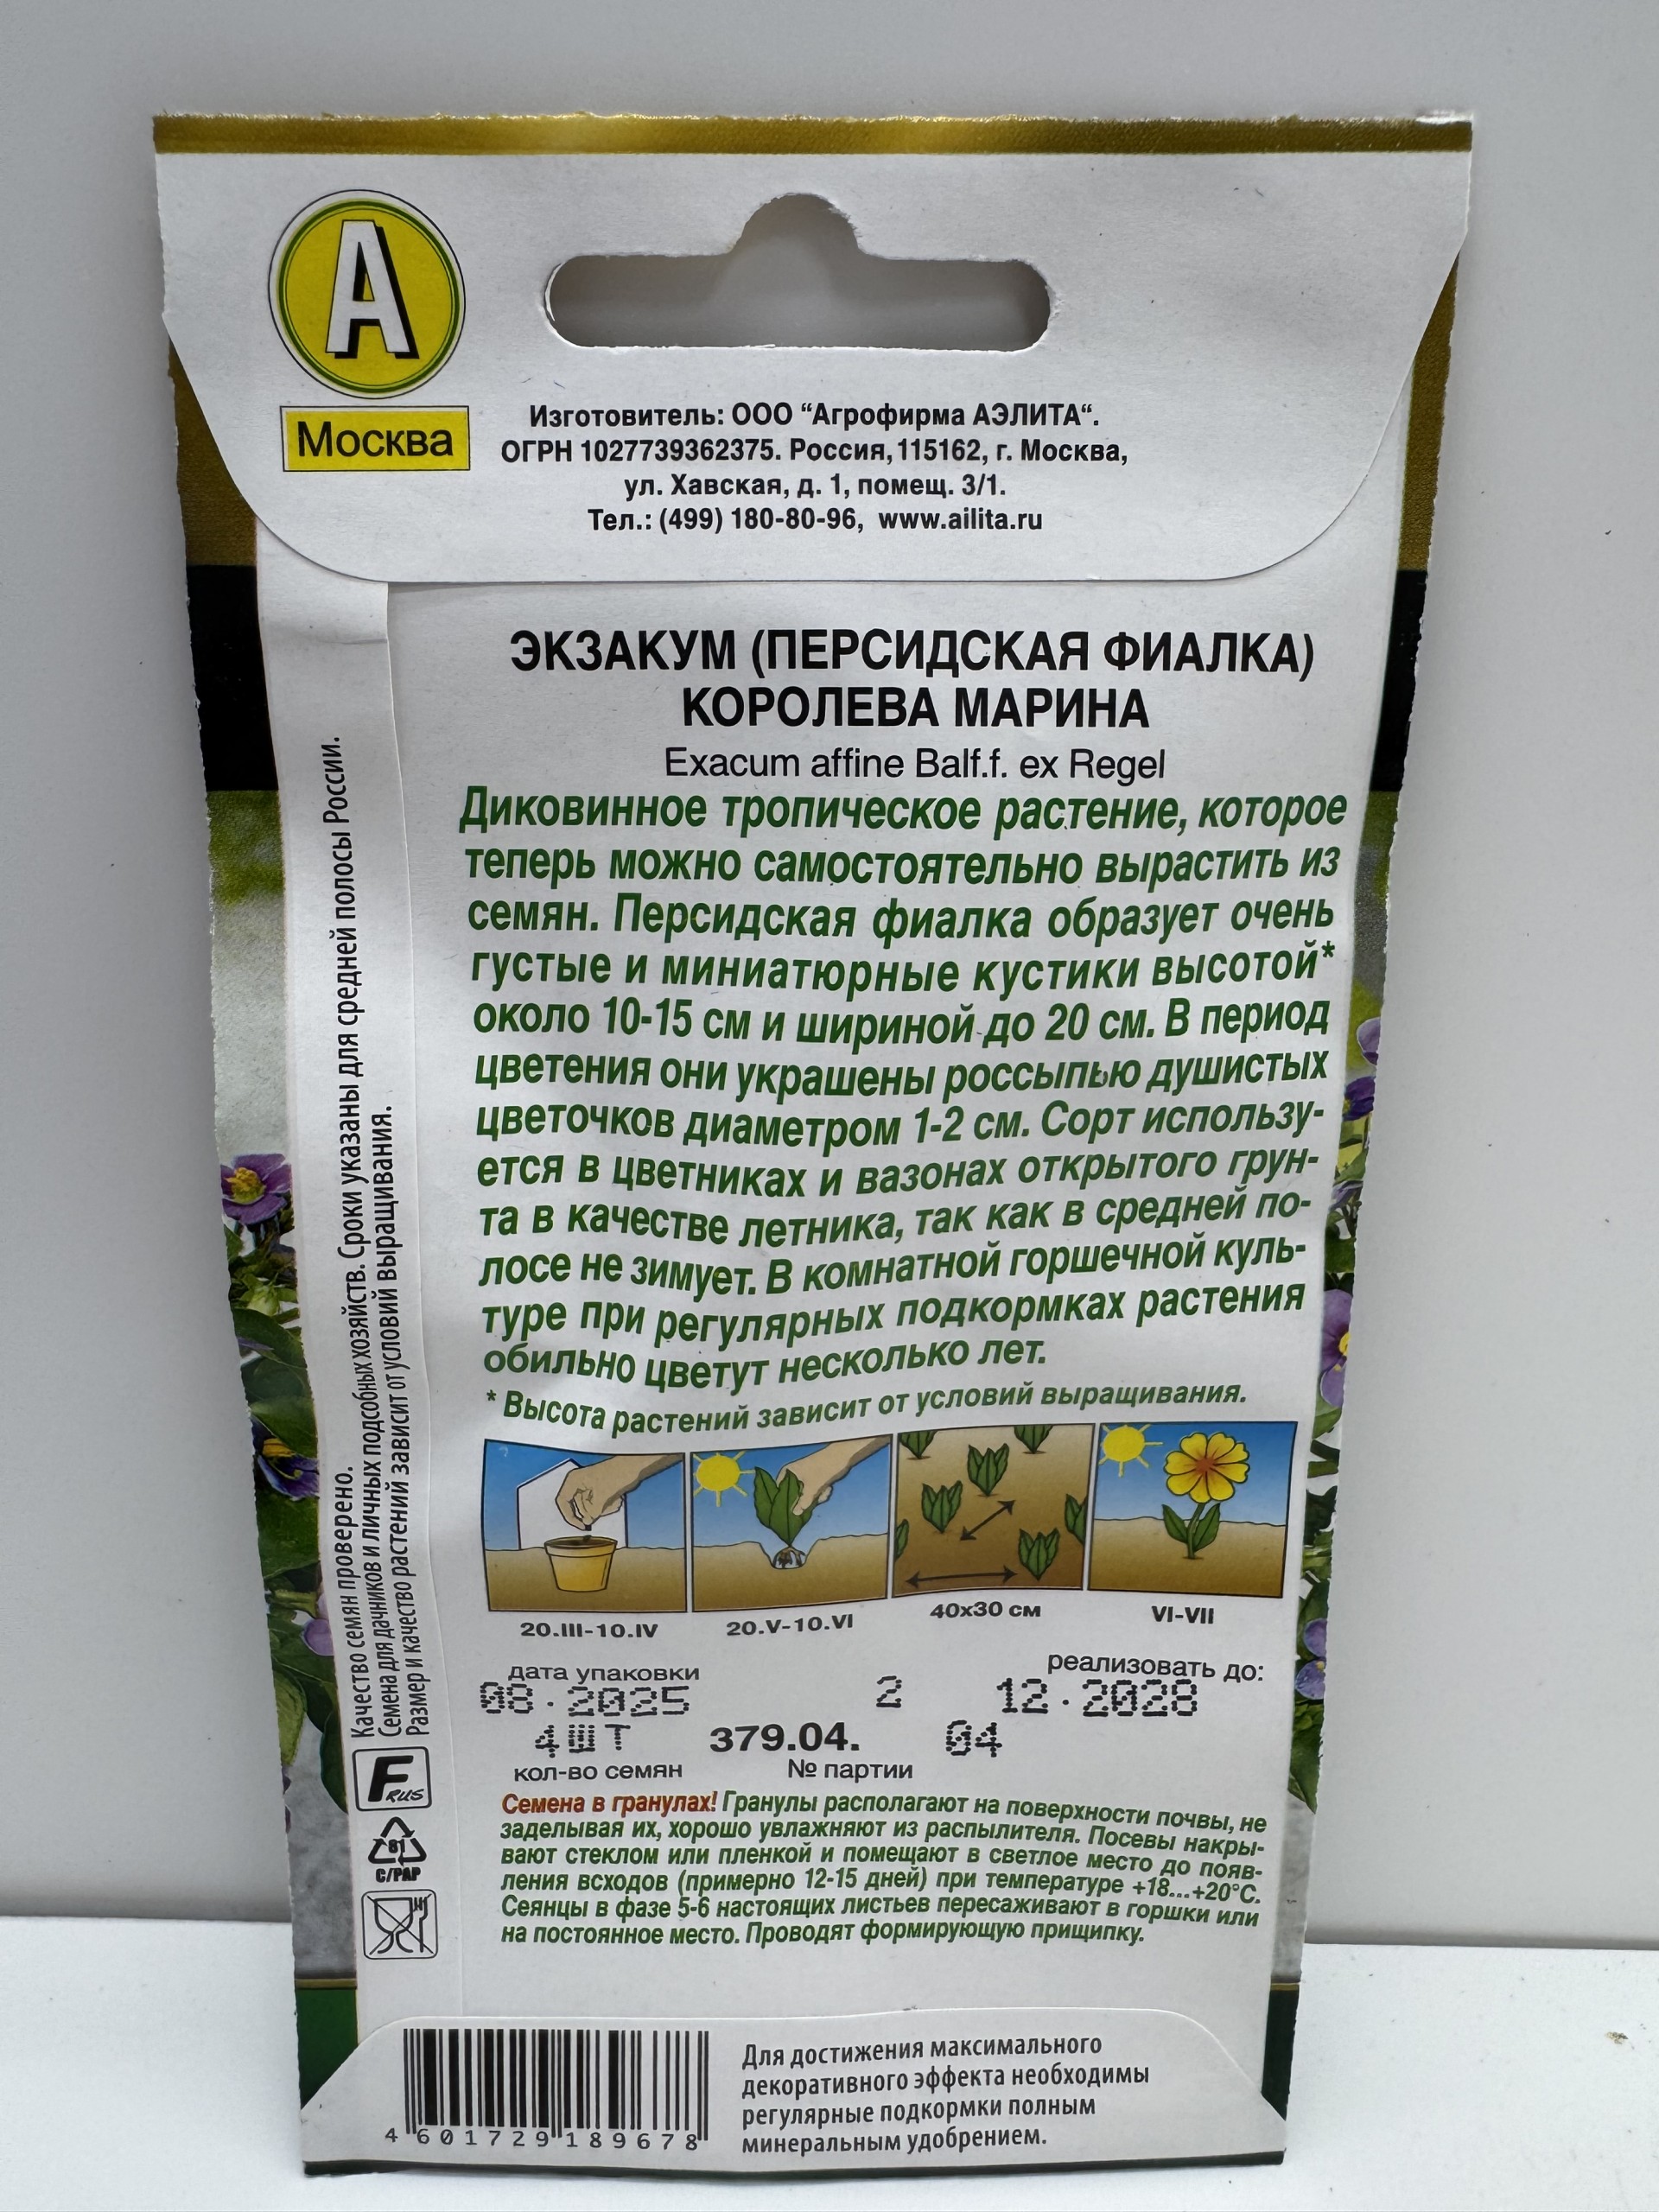 А
Москва
Изготовитель: ООО “Агрофирма АЭЛИТА“.
ОГРН 1027739362375. Россия, 115162, г. Москва,
ул. Хавская, д. 1, помещ. 3/1.
Тел.: (499) 180-80-96, www.ailita.ru
ЭКЗАКУМ (ПЕРСИДСКАЯ ФИАЛКА)
КОРОЛЕВА МАРИНА
Exacum affine Balf.f. ex Regel
Диковинное тропическое растение, которое
теперь можно самостоятельно вырастить из
семян. Персидская фиалка образует очень
густые и миниатюрные кустики высотой*
около 10-15 см и шириной до 20 см. В период
цветения они украшены россыпью душистых
цветочков диаметром 1-2 см. Сорт использу-
ется в цветниках и вазонах открытого грун-
та в качестве летника, так как в средней по-
лосе не зимует. В комнатной горшечной куль-
туре при регулярных подкормках растения
обильно цветут несколько лет.
* Высота растений зависит от условий выращивания.
20.III-10.IV
20.V-10.VI
40х30 см
VI-VII
дата упаковки
реализовать до:
08.2025
2
12.2028
4 ШТ
379.04.
04
кол-во семян
№ партии
Семена в гранулах! Гранулы располагают на поверхности почвы, не
заделывая их, хорошо увлажняют из распылителя. Посевы накры-
вают стеклом или пленкой и помещают в светлое место до появ-
ления всходов (примерно 12-15 дней) при температуре +18...+20°С.
Сеянцы в фазе 5-6 настоящих листьев пересаживают в горшки или
на постоянное место. Проводят формирующую прищипку.
Качество семян проверено.
Семена для дачников и личных подсобных хозяйств. Сроки указаны для средней полосы России.
Размер и качество растений зависит от условий выращивания.
F RUS
81
C/PAP
4 601729 189678
Для достижения максимального
декоративного эффекта необходимы
регулярные подкормки полным
минеральным удобрением.